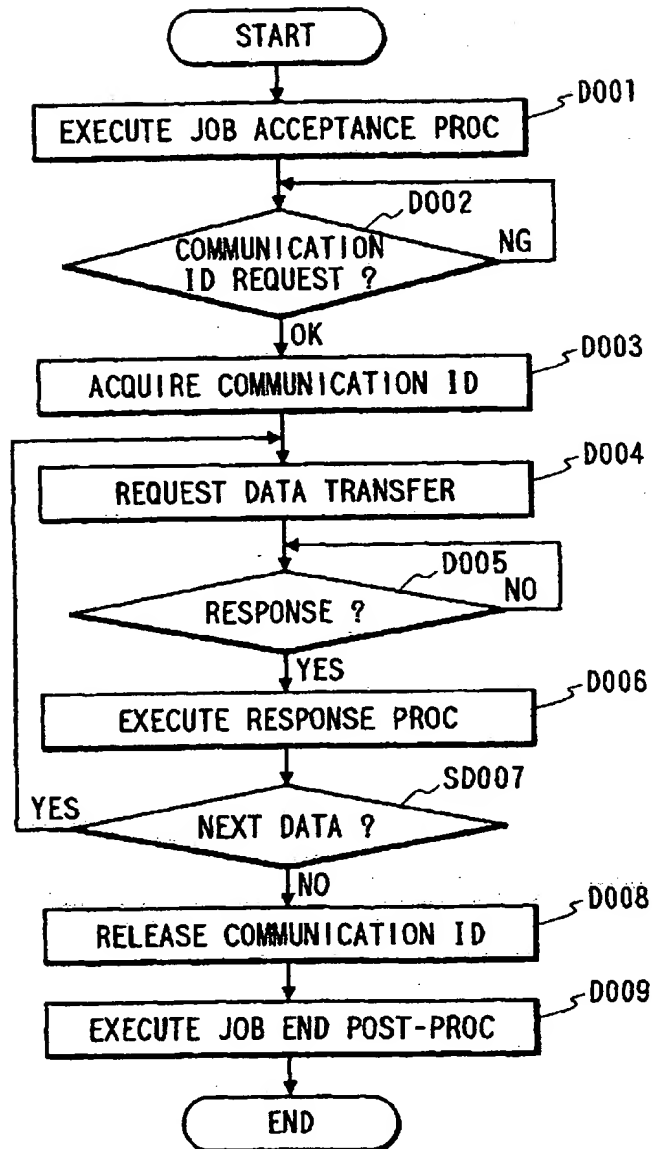 START
D001
EXECUTE JOB ACCEPTANCE PROC
D002
COMMUNICATION
ID REQUEST ?
NG
OK
D003
ACQUIRE COMMUNICATION ID
D004
REQUEST DATA TRANSFER
D005
RESPONSE ?
NO
YES
D006
EXECUTE RESPONSE PROC
SD007
YES
NEXT DATA ?
NO
D008
RELEASE COMMUNICATION ID
D009
EXECUTE JOB END POST-PROC
END